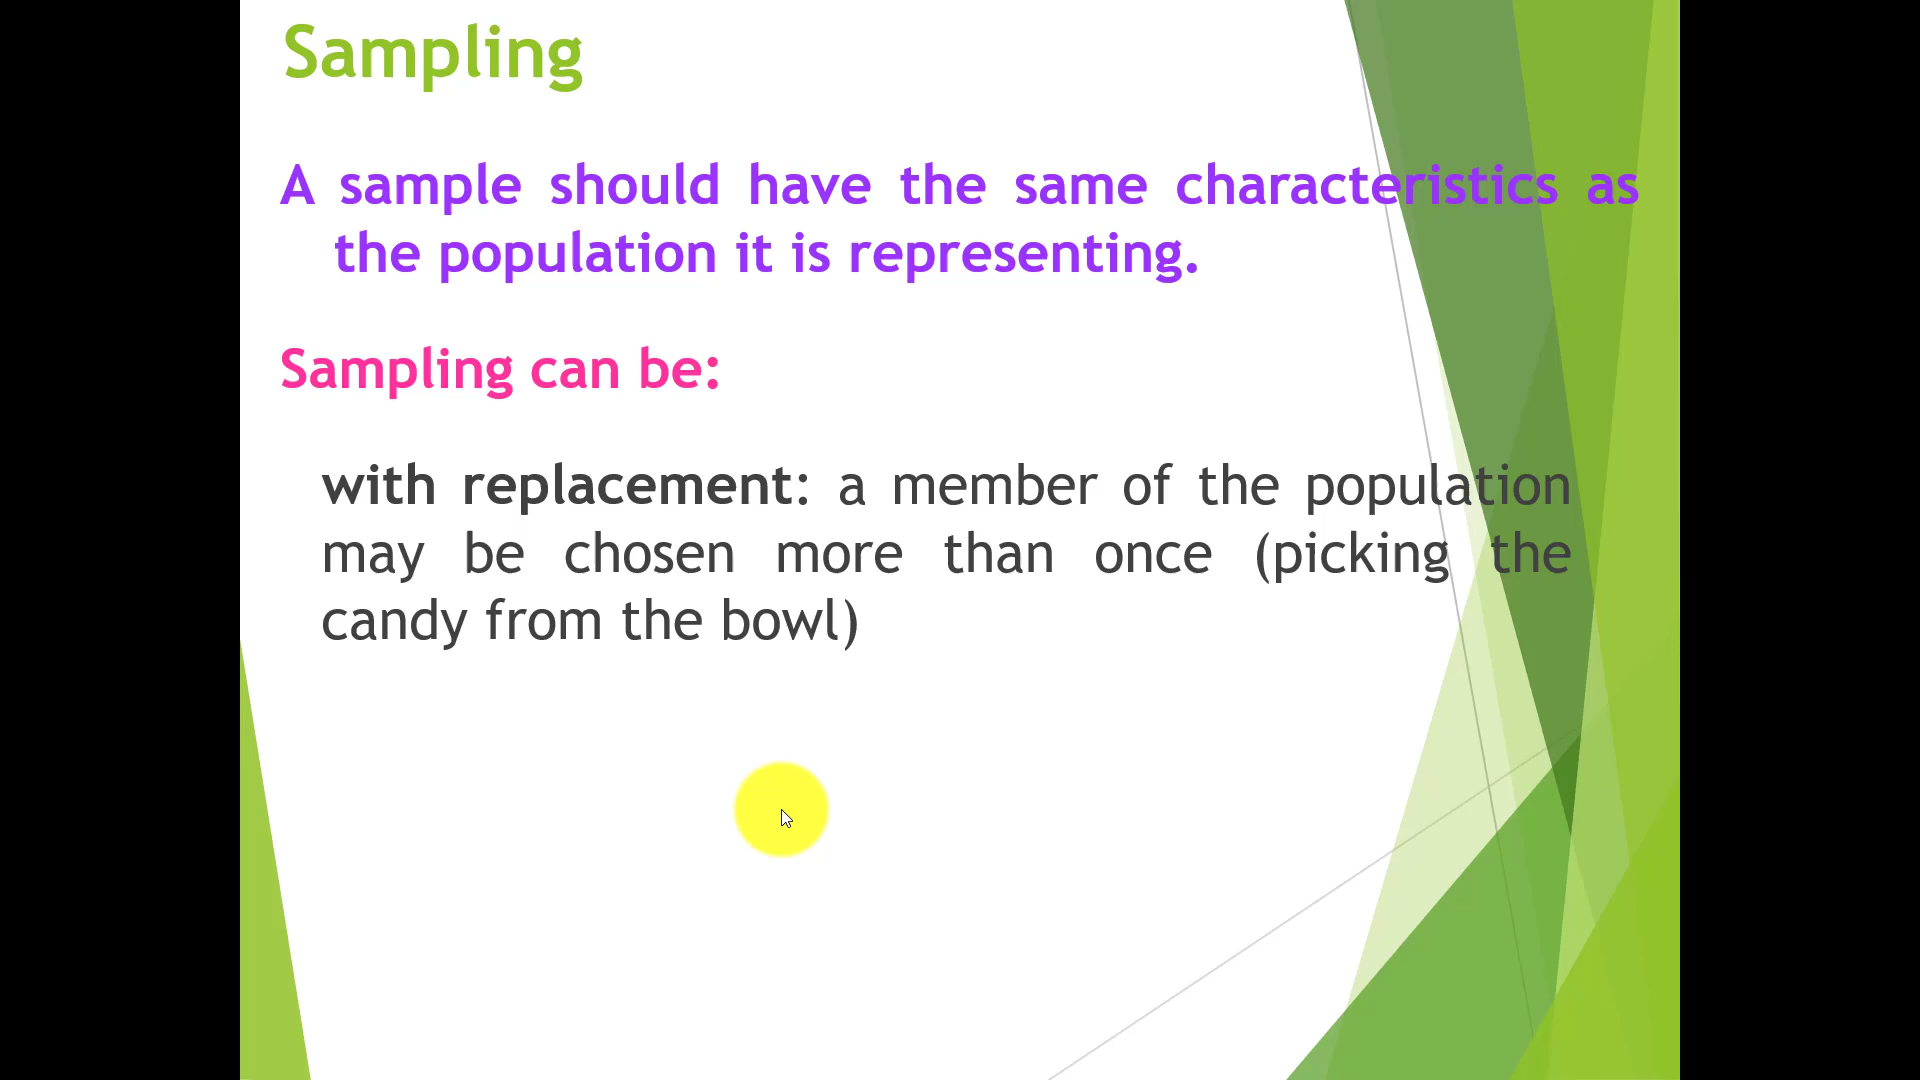 Sampling
A sample should have the same characteristics as
the population it is representing.
Sampling can be:
with replacement: a member of the population
may be chosen more than once (picking the
candy from the bowl)